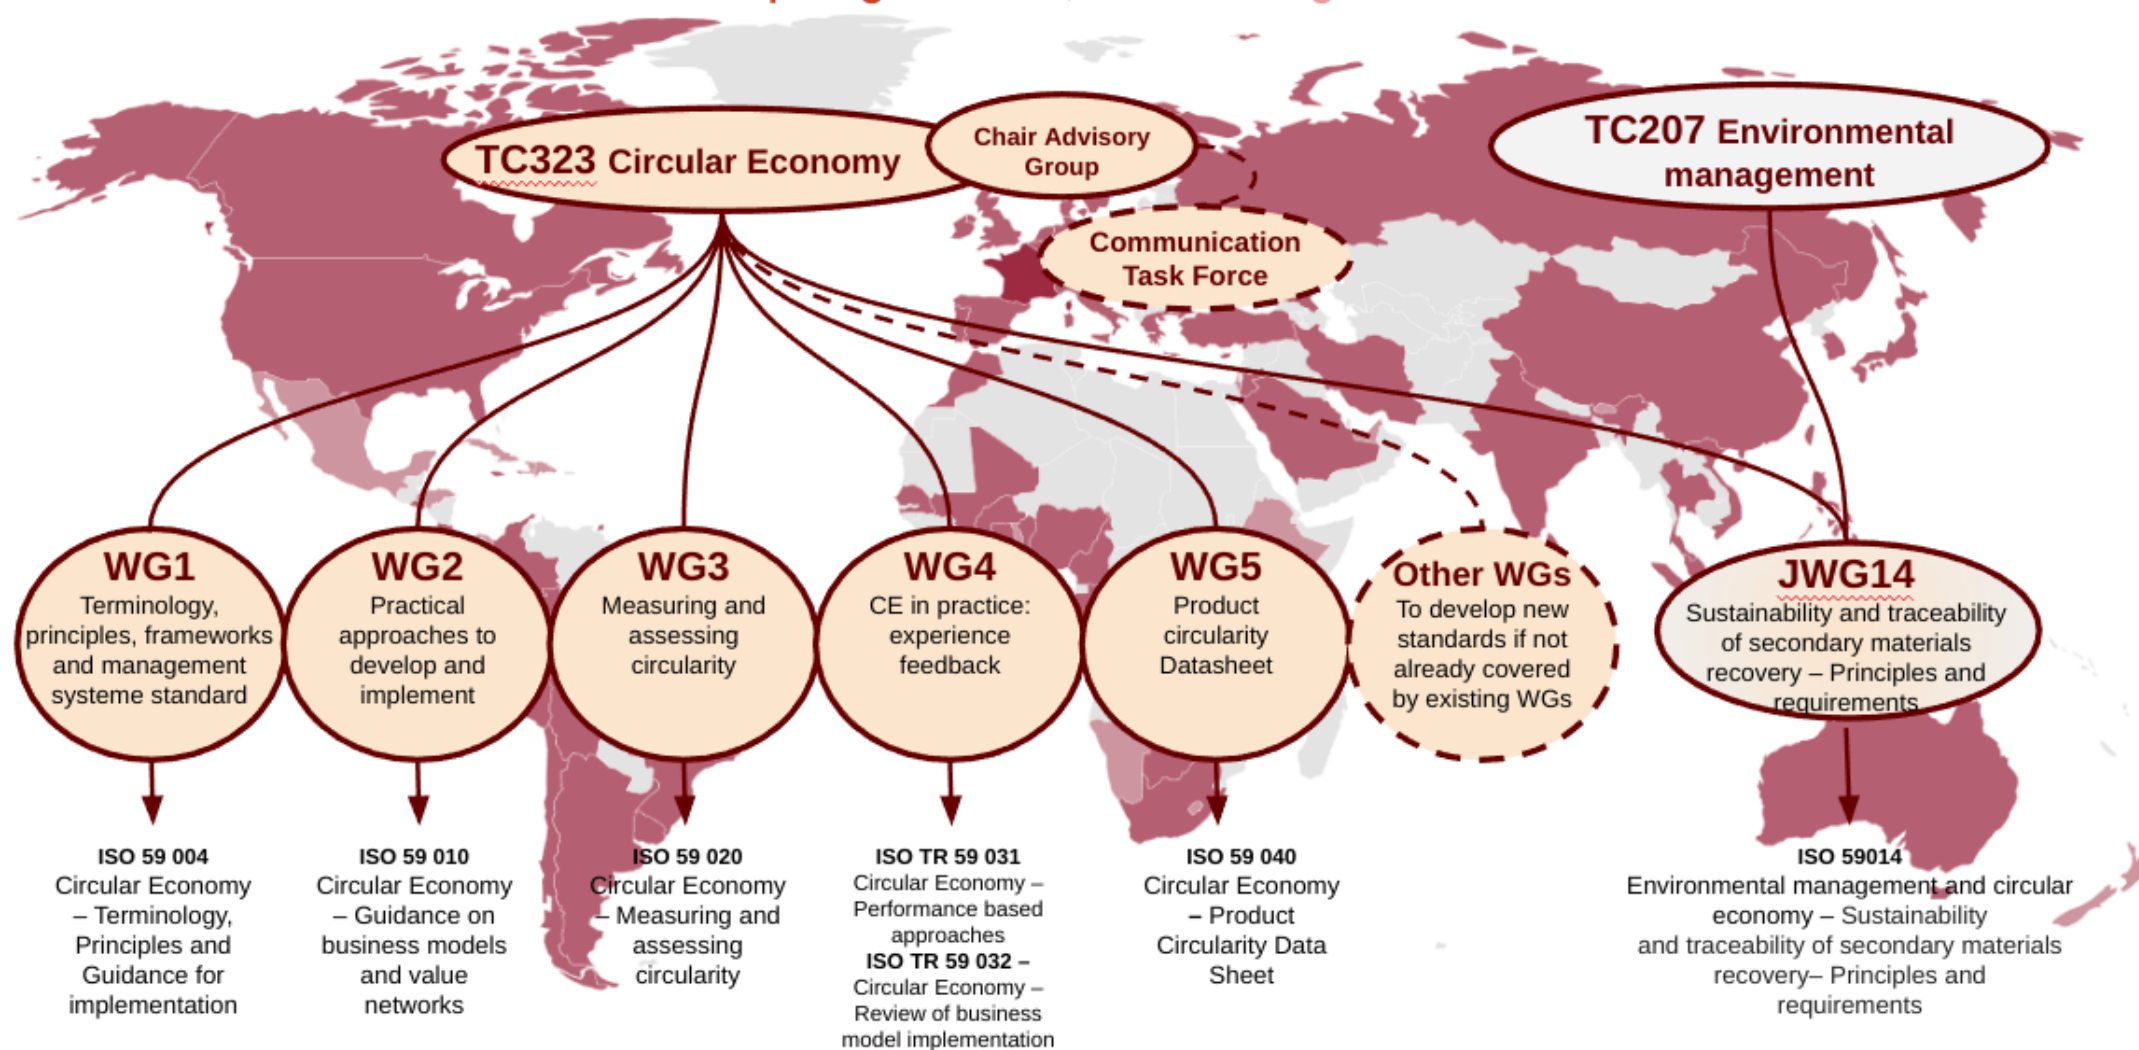 TC323 Circular Economy
Chair Advisory
Group
TC207 Environmental
management
Communication
Task Force
WG1
Terminology,
principles, frameworks
and management
systeme standard
WG2
Practical
approaches to
develop and
implement
WG3
Measuring and
assessing
circularity
WG4
CE in practice:
experience
feedback
WG5
Product
circularity
Datasheet
Other WGs
To develop new
standards if not
already covered
by existing WGs
JWG14
Sustainability and traceability
of secondary materials
recovery – Principles and
requirements
ISO 59 004
Circular Economy
– Terminology,
Principles and
Guidance for
implementation
ISO 59 010
Circular Economy
– Guidance on
business models
and value
networks
ISO 59 020
Circular Economy
– Measuring and
assessing
circularity
ISO TR 59 031
Circular Economy –
Performance based
approaches
ISO TR 59 032 –
Circular Economy –
Review of business
model implementation
ISO 59 040
Circular Economy
– Product
Circularity Data
Sheet
ISO 59014
Environmental management and circular
economy – Sustainability
and traceability of secondary materials
recovery– Principles and
requirements